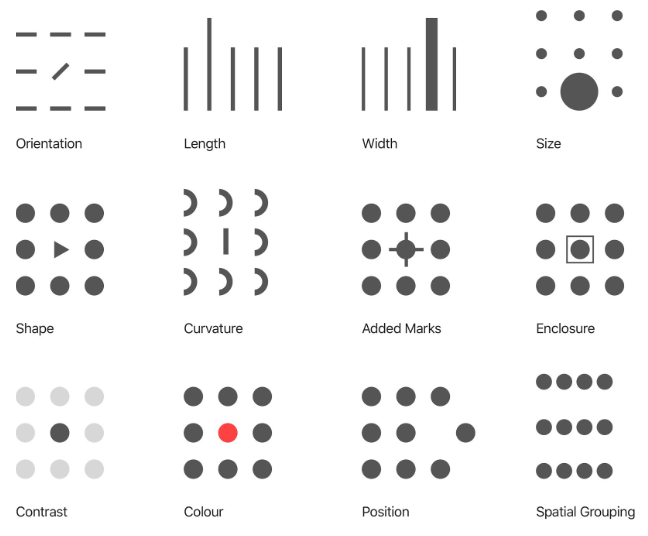 Orientation
Length
Width
Size
Shape
Curvature
Added Marks
Enclosure
Contrast
Colour
Position
Spatial Grouping